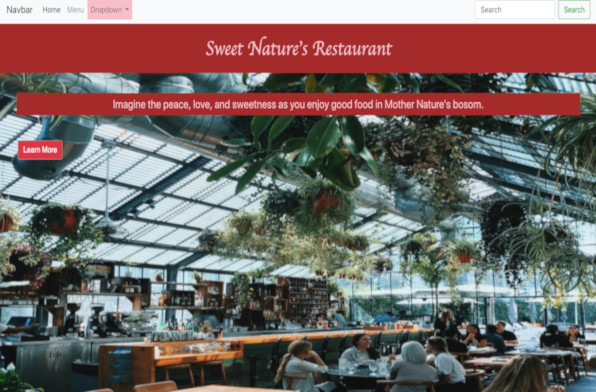 Navbar Home Menu Dropdown Search Search
Sweet Nature's Restaurant
Imagine the peace, love, and sweetness as you enjoy good food in Mother Nature's bosom.
Learn More